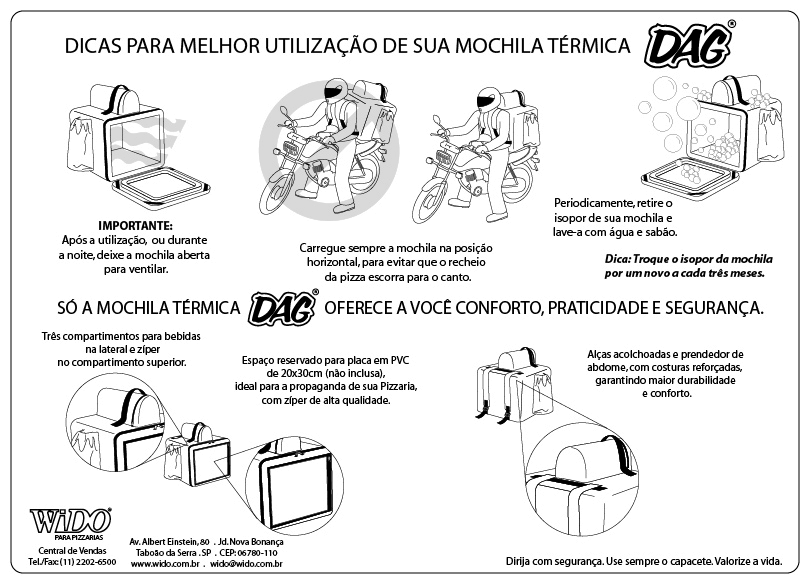 DICAS PARA MELHOR UTILIZAÇÃO DE SUA MOCHILA TÉRMICA DAG®
IMPORTANTE:
Após a utilização, ou durante
a noite, deixe a mochila aberta
para ventilar.
Carregue sempre a mochila na posição
horizontal, para evitar que o recheio
da pizza escorra para o canto.
Periodicamente, retire o
isopor de sua mochila e
lave-a com água e sabão.
Dica: Troque o isopor da mochila
por um novo a cada três meses.
SÓ A MOCHILA TÉRMICA DAG® OFERECE A VOCÊ CONFORTO, PRATICIDADE E SEGURANÇA.
Três compartimentos para bebidas
na lateral e zíper
no compartimento superior.
Espaço reservado para placa em PVC
de 20x30cm (não inclusa),
ideal para a propaganda de sua Pizzaria,
com zíper de alta qualidade.
Alças acolchoadas e prendedor de
abdome, com costuras reforçadas,
garantindo maior durabilidade
e conforto.
WiDO®
PARA PIZZARIAS
Central de Vendas
Tel./Fax: (11) 2202-6500
Av. Albert Einstein, 80 . Jd. Nova Bonança
Taboão da Serra . SP . CEP: 06780-110
www.wido.com.br . wido@wido.com.br
Dirija com segurança. Use sempre o capacete. Valorize a vida.